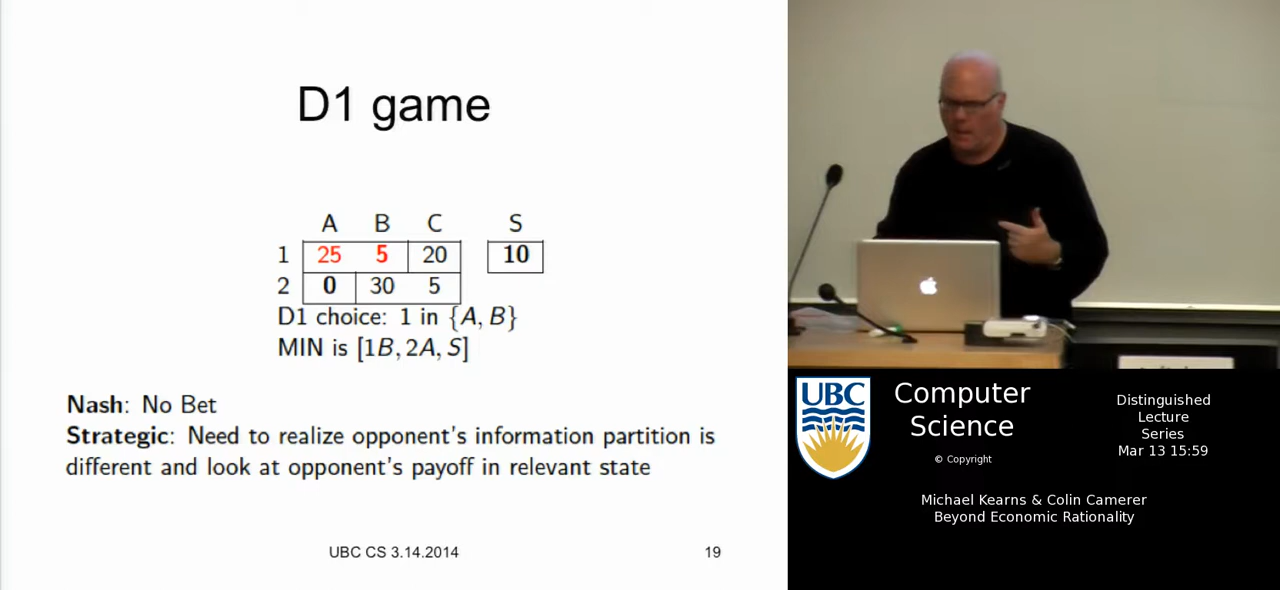 D1 game
A B C S
1 25 5 20 10
2 0 30 5
D1 choice: 1 in {A, B}
MIN is [1B, 2A, S]
Nash: No Bet
Strategic: Need to realize opponent's information partition is
different and look at opponent's payoff in relevant state
UBC CS 3.14.2014
19
UBC
Computer
Science
© Copyright
Distinguished
Lecture
Series
Mar 13 15:59
Michael Kearns & Colin Camerer
Beyond Economic Rationality